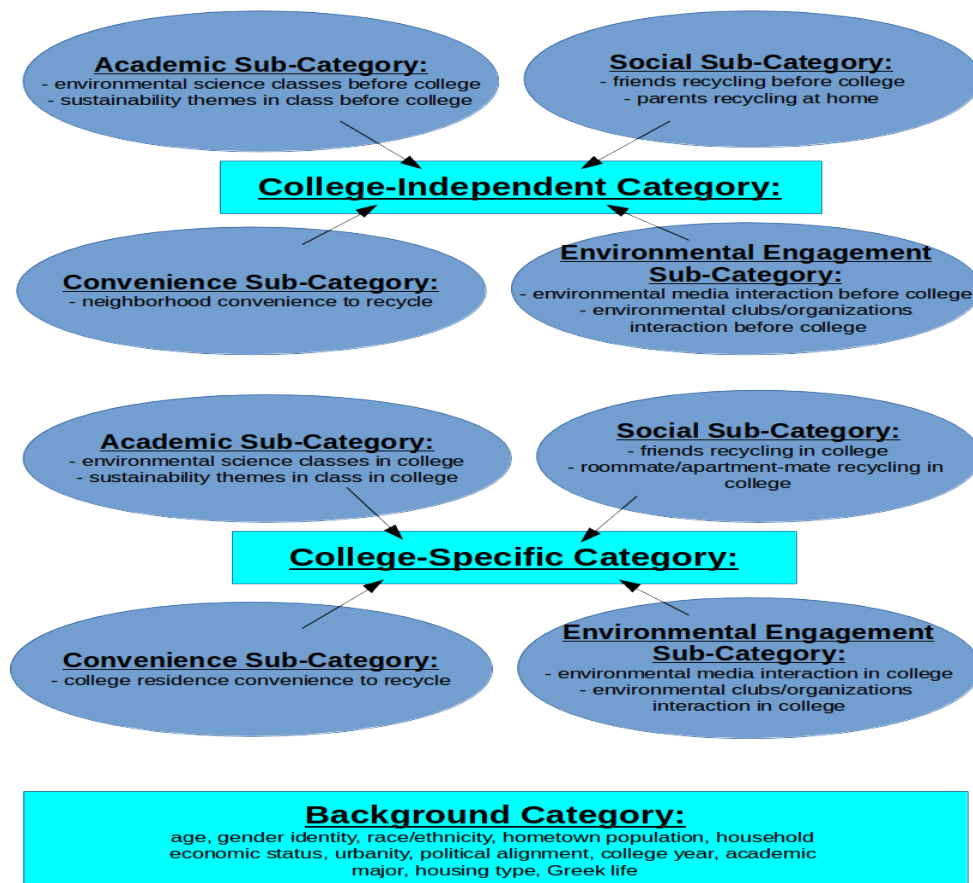 Academic Sub-Category:
- environmental science classes before college
- sustainability themes in class before college
Social Sub-Category:
- friends recycling before college
- parents recycling at home
College-Independent Category:
Convenience Sub-Category:
- neighborhood convenience to recycle
Environmental Engagement
Sub-Category:
- environmental media interaction before college
- environmental clubs/organizations
interaction before college
Academic Sub-Category:
- environmental science classes in college
- sustainability themes in class in college
Social Sub-Category:
- friends recycling in college
- roommate/apartment-mate recycling in
college
College-Specific Category:
Convenience Sub-Category:
- college residence convenience to recycle
Environmental Engagement
Sub-Category:
- environmental media interaction in college
- environmental clubs/organizations
interaction in college
Background Category:
age, gender identity, race/ethnicity, hometown population, household
economic status, urbanity, political alignment, college year, academic
major, housing type, Greek life